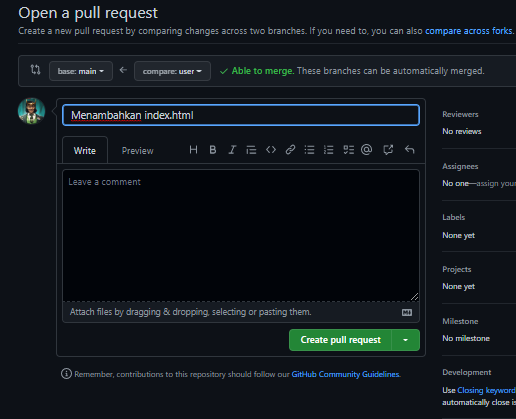 Open a pull request
Create a new pull request by comparing changes across two branches. If you need to, you can also compare across forks.
base: main
compare: user
Able to merge. These branches can be automatically merged.
Menambahkan index.html
Write
Preview
Leave a comment
Attach files by dragging & dropping, selecting or pasting them.
Create pull request
Remember, contributions to this repository should follow our GitHub Community Guidelines.
Reviewers
No reviews
Assignees
No one—assign your
Labels
None yet
Projects
None yet
Milestone
No milestone
Development
Use Closing keyword
automatically close is